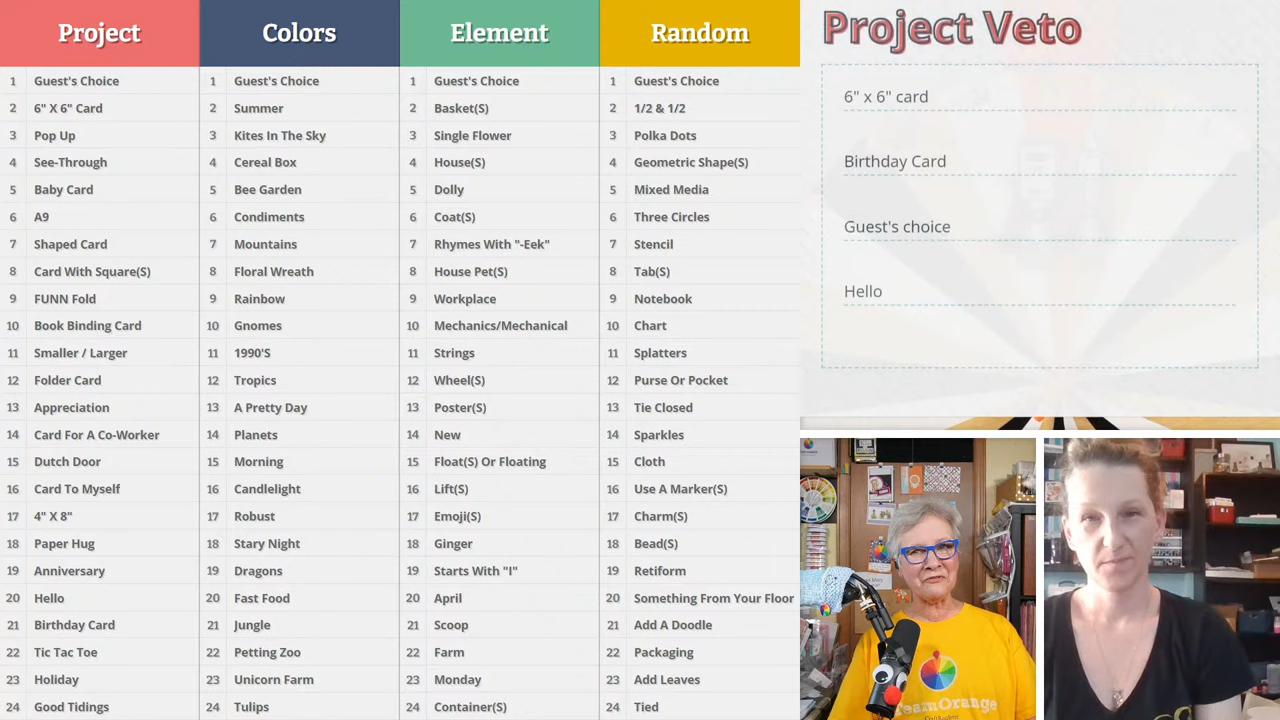 Project
Colors
Element
Random
1 Guest's Choice
2 6" X 6" Card
3 Pop Up
4 See-Through
5 Baby Card
6 A9
7 Shaped Card
8 Card With Square(S)
9 FUNN Fold
10 Book Binding Card
11 Smaller / Larger
12 Folder Card
13 Appreciation
14 Card For A Co-Worker
15 Dutch Door
16 Card To Myself
17 4" X 8"
18 Paper Hug
19 Anniversary
20 Hello
21 Birthday Card
22 Tic Tac Toe
23 Holiday
24 Good Tidings
1 Guest's Choice
2 Summer
3 Kites In The Sky
4 Cereal Box
5 Bee Garden
6 Condiments
7 Mountains
8 Floral Wreath
9 Rainbow
10 Gnomes
11 1990'S
12 Tropics
13 A Pretty Day
14 Planets
15 Morning
16 Candlelight
17 Robust
18 Stary Night
19 Dragons
20 Fast Food
21 Jungle
22 Petting Zoo
23 Unicorn Farm
24 Tulips
1 Guest's Choice
2 Basket(S)
3 Single Flower
4 House(S)
5 Dolly
6 Coat(S)
7 Rhymes With "-Eek"
8 House Pet(S)
9 Workplace
10 Mechanics/Mechanical
11 Strings
12 Wheel(S)
13 Poster(S)
14 New
15 Float(S) Or Floating
16 Lift(S)
17 Emoji(S)
18 Ginger
19 Starts With "I"
20 April
21 Scoop
22 Farm
23 Monday
24 Container(S)
1 Guest's Choice
2 1/2 & 1/2
3 Polka Dots
4 Geometric Shape(S)
5 Mixed Media
6 Three Circles
7 Stencil
8 Tab(S)
9 Notebook
10 Chart
11 Splatters
12 Purse Or Pocket
13 Tie Closed
14 Sparkles
15 Cloth
16 Use A Marker(S)
17 Charm(S)
18 Bead(S)
19 Retiform
20 Something From Your Floor
21 Add A Doodle
22 Packaging
23 Add Leaves
24 Tied
Project Veto
6" x 6" card
Birthday Card
Guest's choice
Hello
TeamOrange